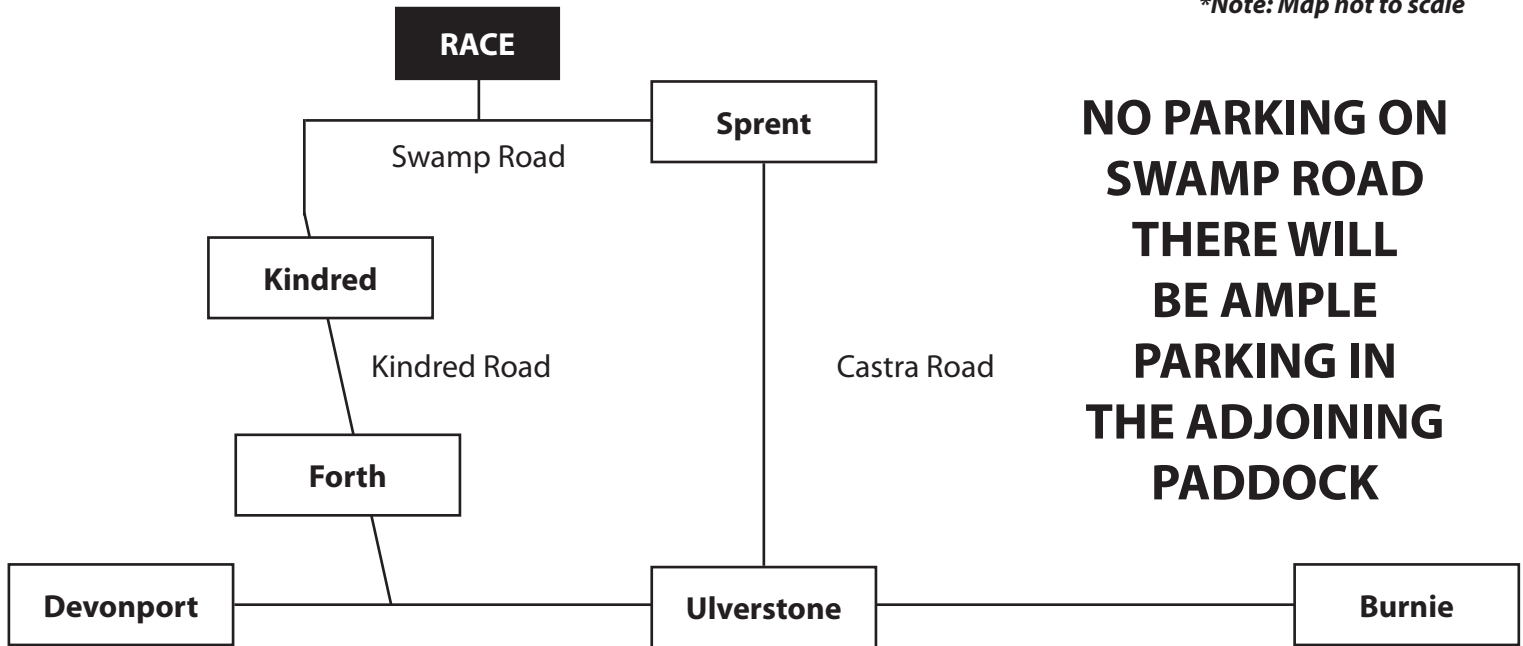 *Note: Map not to scale
RACE
Sprent
Swamp Road
NO PARKING ON
SWAMP ROAD
THERE WILL
BE AMPLE
PARKING IN
THE ADJOINING
PADDOCK
Kindred
Kindred Road
Castra Road
Forth
Devonport
Ulverstone
Burnie